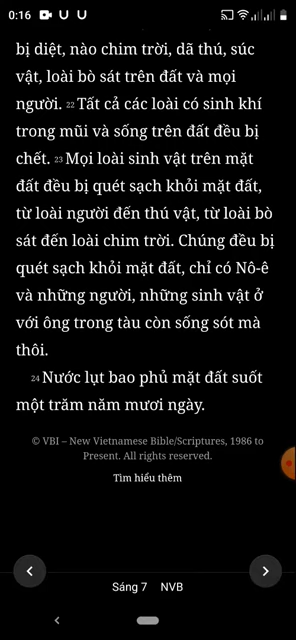 0:16
bị diệt, nào chim trời, dã thú, súc
vật, loài bò sát trên đất và mọi
người. 22 Tất cả các loài có sinh khí
trong mũi và sống trên đất đều bị
chết. 23 Mọi loài sinh vật trên mặt
đất đều bị quét sạch khỏi mặt đất,
từ loài người đến thú vật, từ loài bò
sát đến loài chim trời. Chúng đều bị
quét sạch khỏi mặt đất, chỉ có Nô-ê
và những người, những sinh vật ở
với ông trong tàu còn sống sót mà
thôi.
24 Nước lụt bao phủ mặt đất suốt
một trăm năm mươi ngày.
© VBI – New Vietnamese Bible/Scriptures, 1986 to
Present. All rights reserved.
Tìm hiểu thêm
Sáng 7 NVB